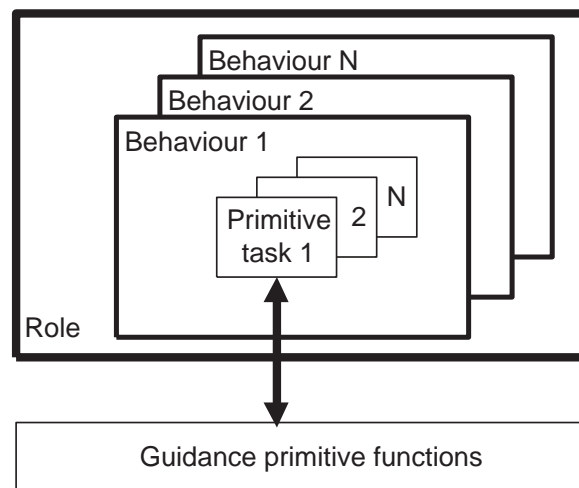 Behaviour N
Behaviour 2
Behaviour 1
N
2
Primitive
task 1
Role
Guidance primitive functions